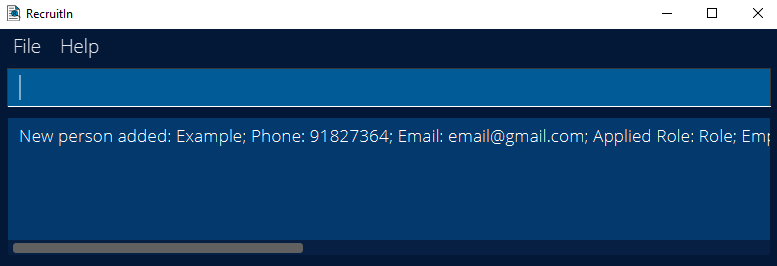 RecruitIn
File Help
New person added: Example; Phone: 91827364; Email: email@gmail.com; Applied Role: Role; Emp